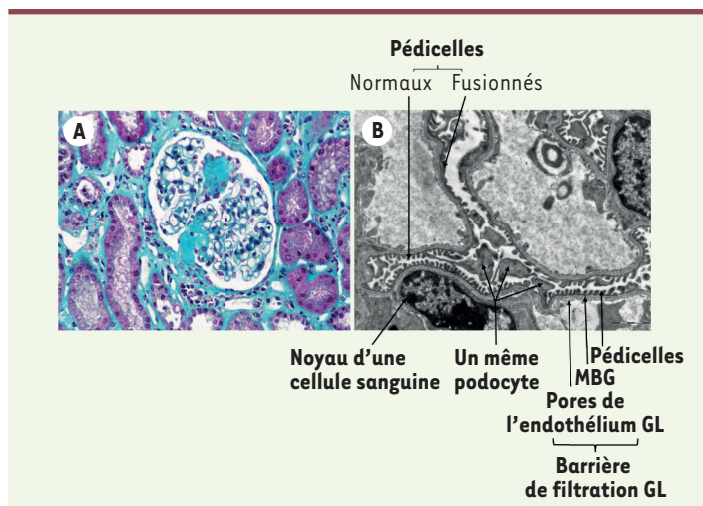 Pédicelles
Normaux Fusionnés
A
B
Noyau d'une
cellule sanguine
Un même
podocyte
Pédicelles
MBG
Pores de
l'endothélium GL
Barrière
de filtration GL